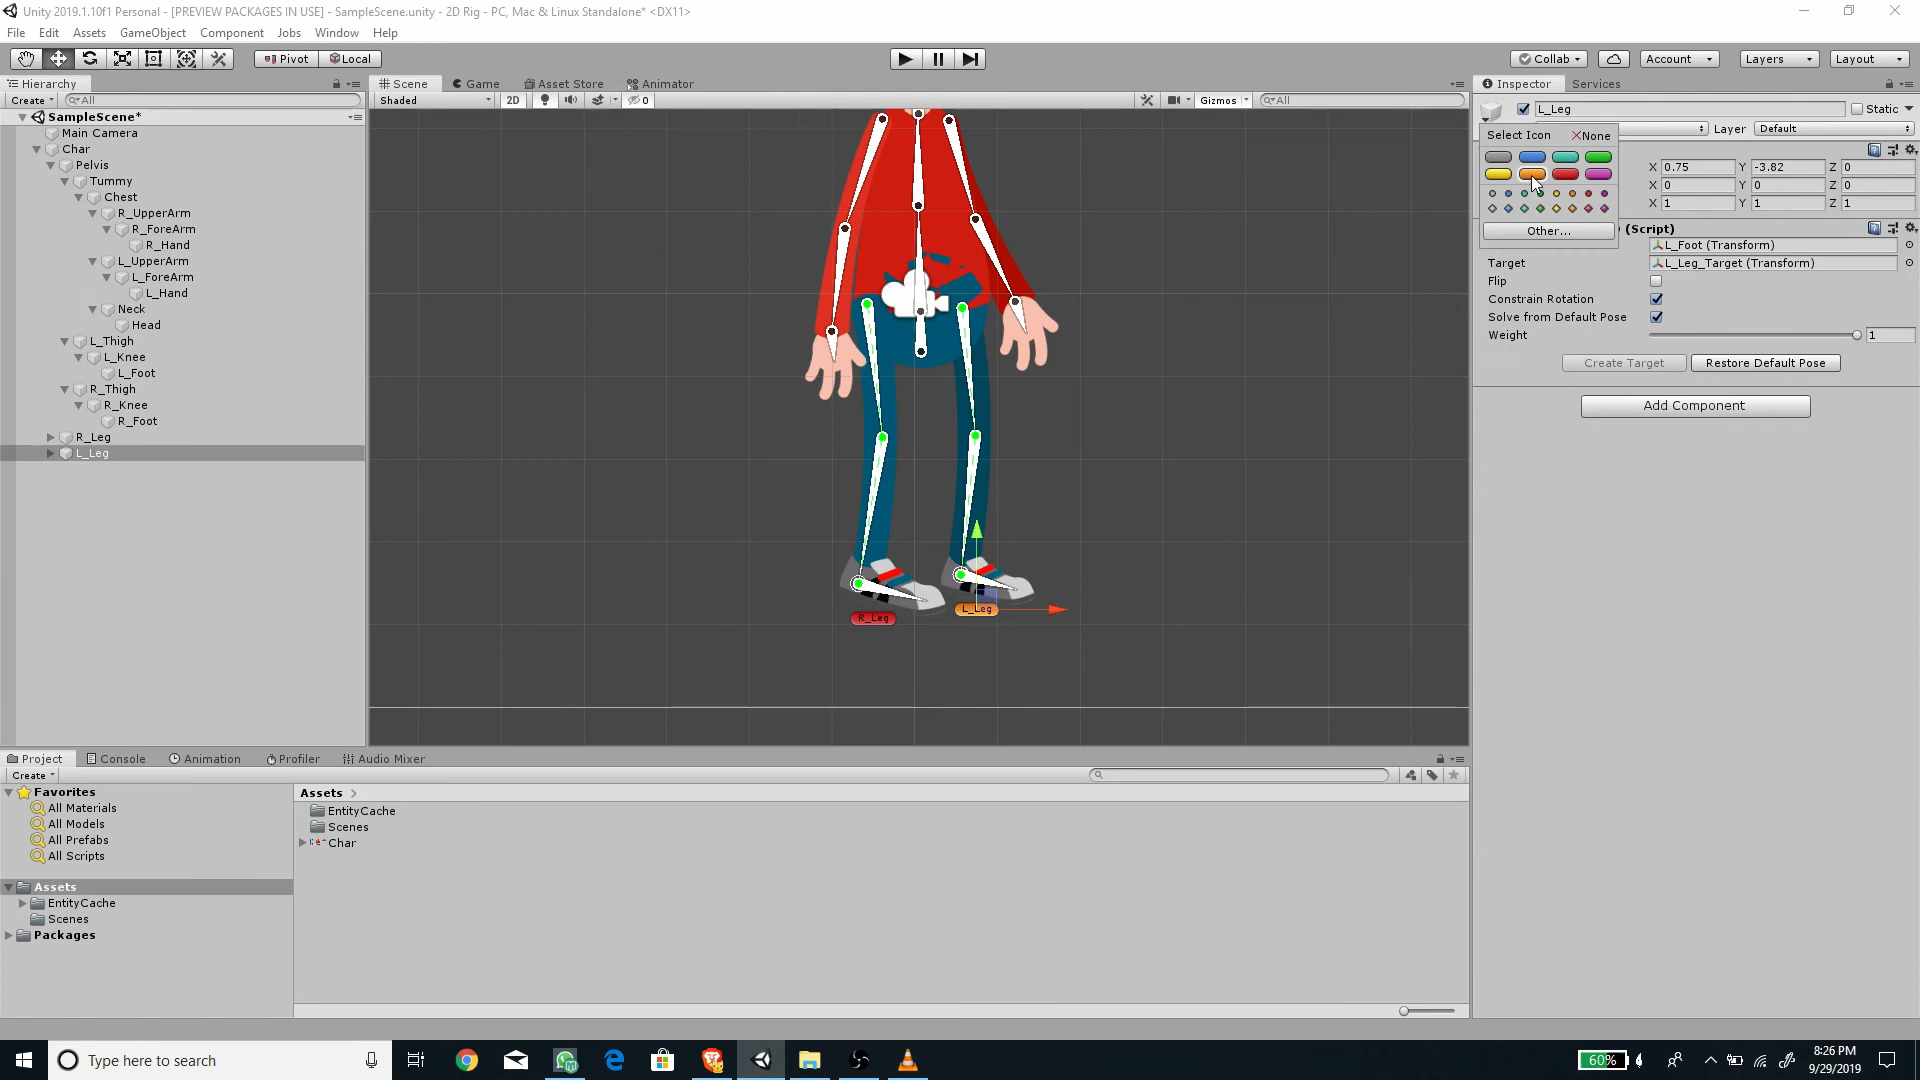 Unity 2019.1.10f1 Personal - [PREVIEW PACKAGES IN USE] - SampleScene.unity - 2D Rig - PC, Mac & Linux Standalone* <DX11>
File Edit Assets GameObject Component Jobs Window Help
Pivot Local Collab Account Layers Layout
Hierarchy
Create All
SampleScene*
Main Camera
Char
Pelvis
Tummy
Chest
R_UpperArm
R_ForeArm
R_Hand
L_UpperArm
L_ForeArm
L_Hand
Neck
Head
L_Thigh
L_Knee
L_Foot
R_Thigh
R_Knee
R_Foot
R_Leg
L_Leg
Scene Game Asset Store Animator
Shaded 2D 0 Gizmos All
R_Leg
L_Leg
Inspector Services
L_Leg Static
Select Icon None
Layer Default
X 0.75 Y -3.82 Z 0
X 0 Y 0 Z 0
X 1 Y 1 Z 1
Other...
(Script)
L_Foot (Transform)
Target L_Leg_Target (Transform)
Flip
Constrain Rotation
Solve from Default Pose
Weight 1
Create Target Restore Default Pose
Add Component
Project Console Animation Profiler Audio Mixer
Create
Favorites
All Materials
All Models
All Prefabs
All Scripts
Assets
EntityCache
Scenes
Packages
Assets >
EntityCache
Scenes
Char
Type here to search
60%
8:26 PM
9/29/2019